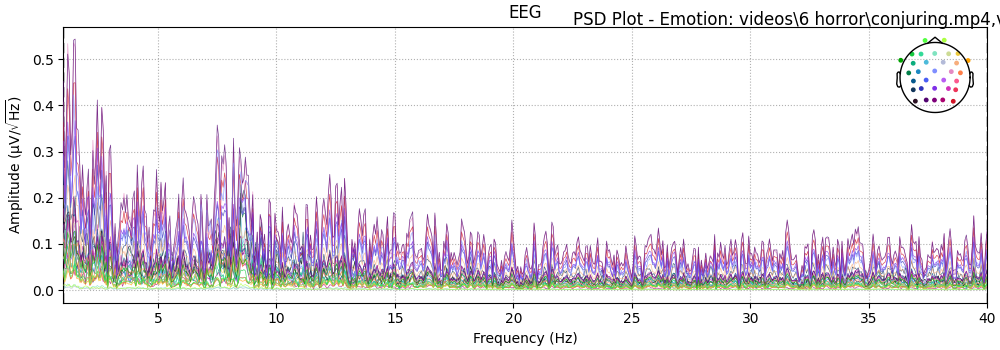 EEG
PSD Plot - Emotion: videos\6 horror\conjuring.mp4,
Amplitude (µV/√Hz)
0.5
0.4
0.3
0.2
0.1
0.0
5 10 15 20 25 30 35 40
Frequency (Hz)